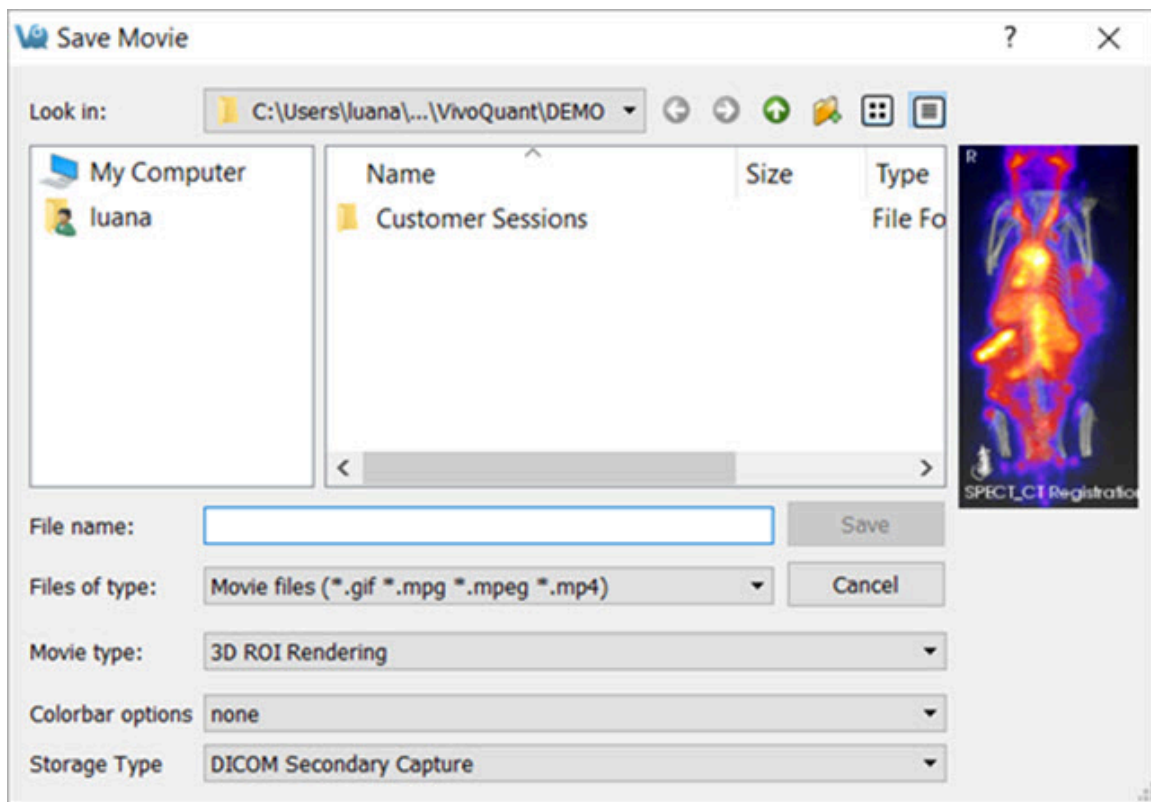 Save Movie ?
Look in: C:\Users\luana\...\VivoQuant\DEMO
My Computer
luana
Name Size Type
Customer Sessions File Fo
R
SPECT_CT Registratio
File name: Save
Files of type: Movie files (*.gif *.mpg *.mpeg *.mp4) Cancel
Movie type: 3D ROI Rendering
Colorbar options none
Storage Type DICOM Secondary Capture